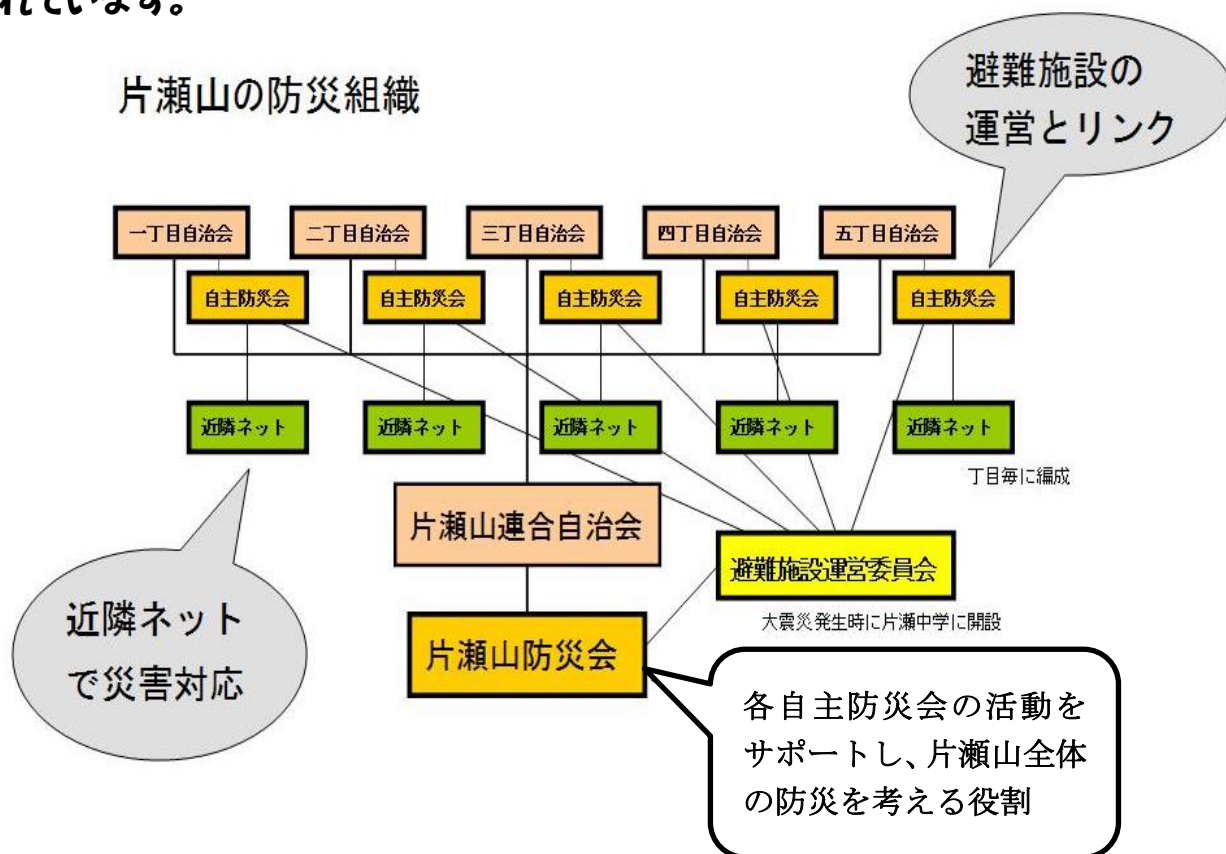 れています。
片瀬山の防災組織
避難施設の
運営とリンク
一丁目自治会
二丁目自治会
三丁目自治会
四丁目自治会
五丁目自治会
自主防災会
自主防災会
自主防災会
自主防災会
自主防災会
近隣ネット
近隣ネット
近隣ネット
近隣ネット
近隣ネット
丁目毎に編成
片瀬山連合自治会
避難施設運営委員会
大震災発生時に片瀬中学に開設
近隣ネット
で災害対応
片瀬山防災会
各自主防災会の活動を
サポートし、片瀬山全体
の防災を考える役割